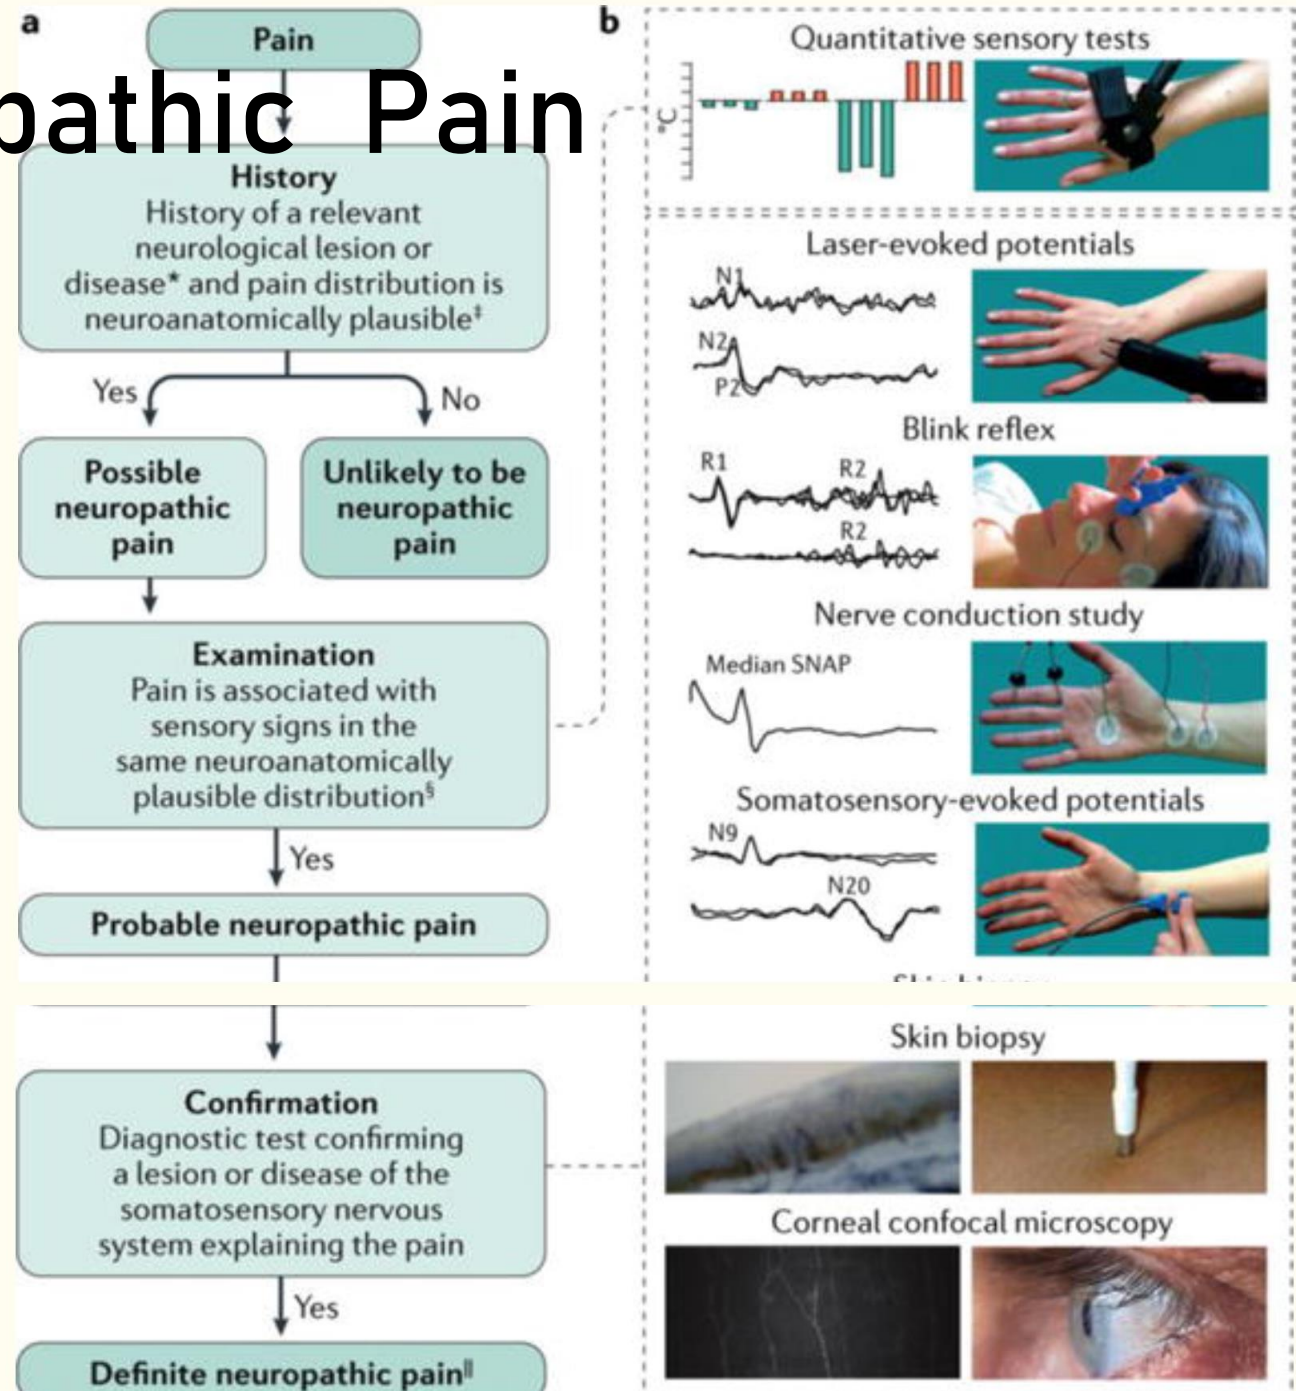 a
Pain
pathic Pain
History
History of a relevant
neurological lesion or
disease* and pain distribution is
neuroanatomically plausible‡
Yes
No
Possible
neuropathic
pain
Unlikely to be
neuropathic
pain
Examination
Pain is associated with
sensory signs in the
same neuroanatomically
plausible distribution§
Yes
Probable neuropathic pain
Confirmation
Diagnostic test confirming
a lesion or disease of the
somatosensory nervous
system explaining the pain
Yes
Definite neuropathic pain||
b
Quantitative sensory tests
°C
Laser-evoked potentials
N1
N2
P2
Blink reflex
R1
R2
R2
Nerve conduction study
Median SNAP
Somatosensory-evoked potentials
N9
N20
Skin biopsy
Skin biopsy
Corneal confocal microscopy